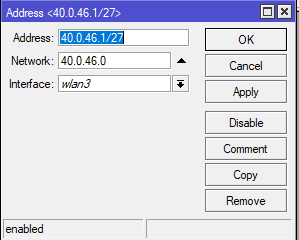 Address <40.0.46.1/27>
Address: 40.0.46.1/27 OK
Network: 40.0.46.0 Cancel
Interface: wlan3 Apply
Disable
Comment
Copy
Remove
enabled